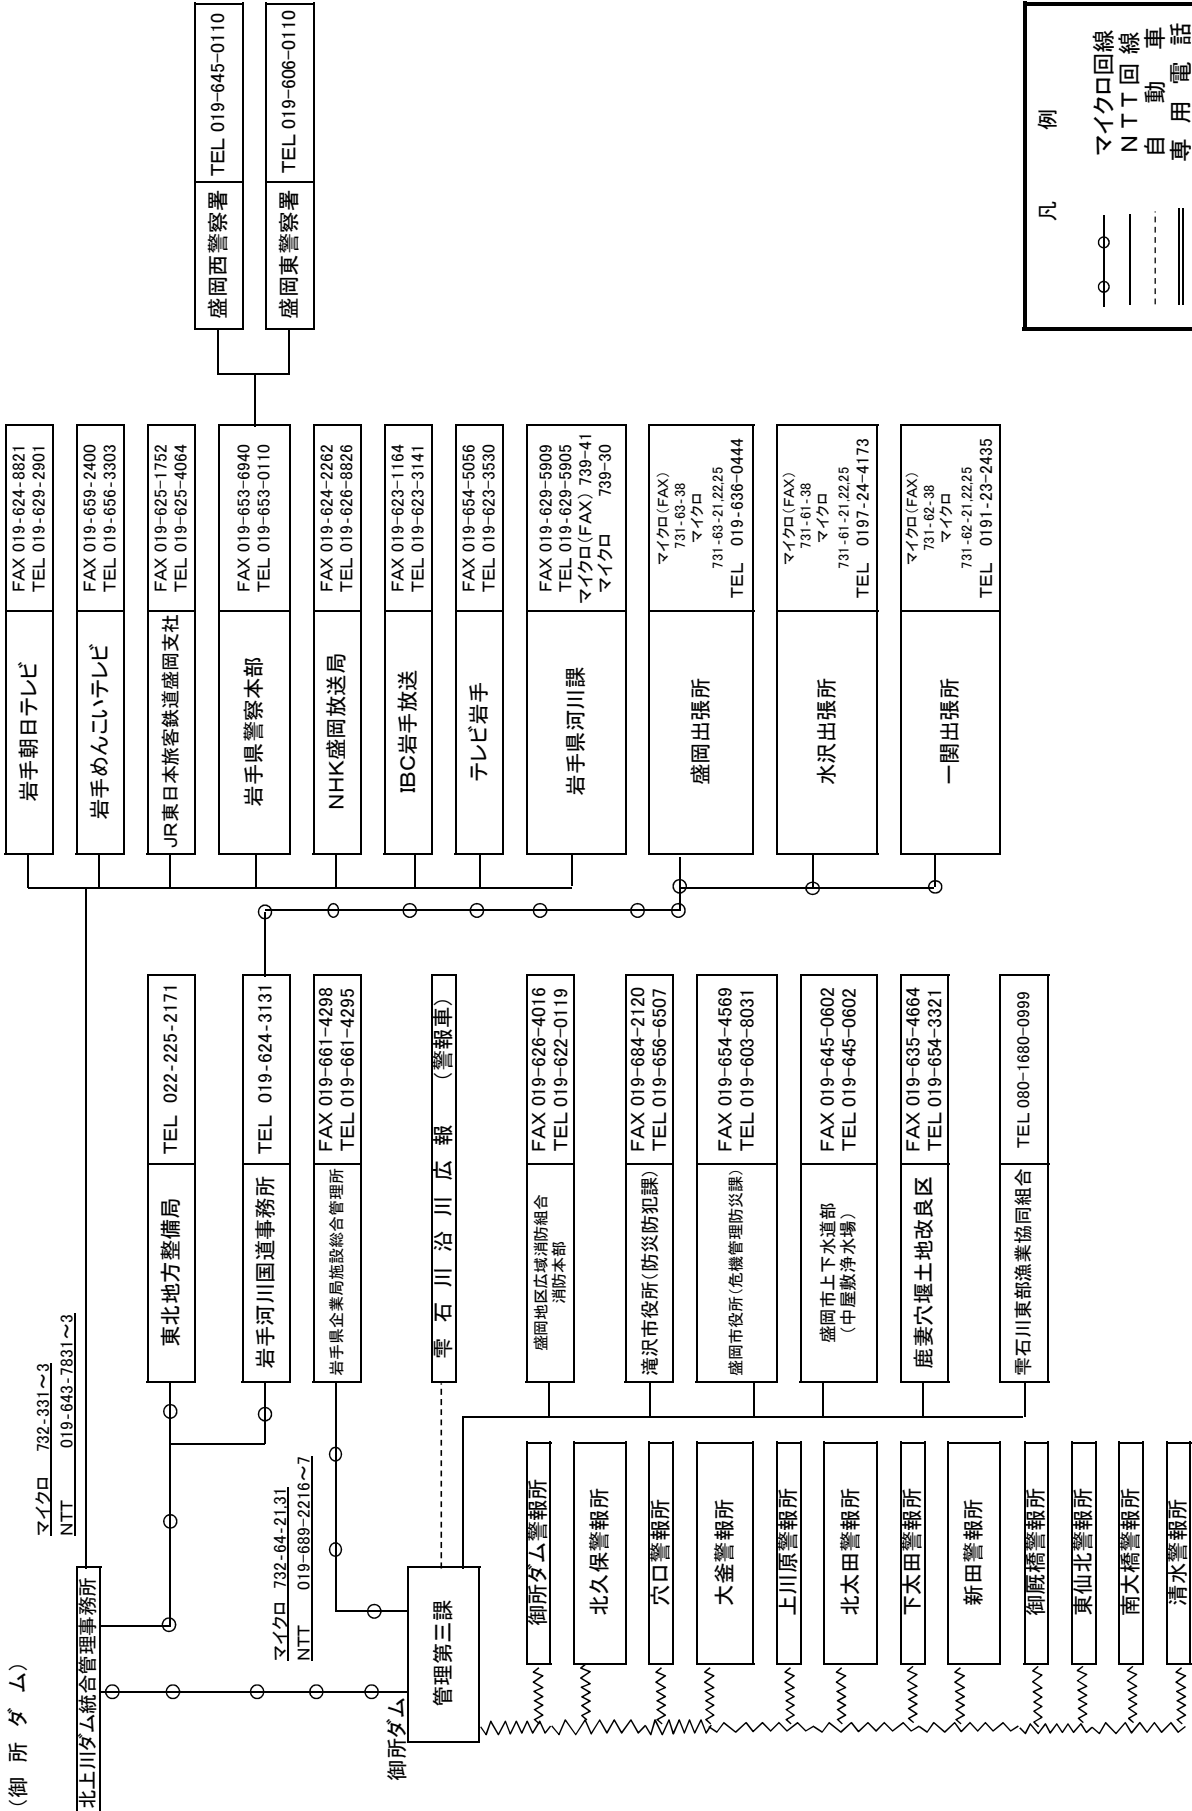 (御 所 ダ ム)
北上川ダム統合管理事務所
マイクロ 732-331～3
NTT 019-643-7831～3
御所ダム
管理第三課
マイクロ 732-64-21,31
NTT 019-689-2216～7
東北地方整備局 TEL 022-225-2171
岩手河川国道事務所 TEL 019-624-3131
岩手県企業局施設総合管理所
FAX 019-661-4298
TEL 019-661-4295
雫 石 川 沿 川 広 報 (警報車)
盛岡地区広域消防組合
消防本部
FAX 019-626-4016
TEL 019-622-0119
滝沢市役所(防災防犯課)
FAX 019-684-2120
TEL 019-656-6507
盛岡市役所(危機管理防災課)
FAX 019-654-4569
TEL 019-603-8031
盛岡市上下水道部
(中屋敷浄水場)
FAX 019-645-0602
TEL 019-645-0602
鹿妻穴堰土地改良区
FAX 019-635-4664
TEL 019-654-3321
雫石川東部漁業協同組合 TEL 080-1680-0999
御所ダム警報所
北久保警報所
穴口警報所
大釜警報所
上川原警報所
北太田警報所
下太田警報所
新田警報所
御厩橋警報所
東仙北警報所
南大橋警報所
清水警報所
岩手朝日テレビ
FAX 019-624-8821
TEL 019-629-2901
岩手めんこいテレビ
FAX 019-659-2400
TEL 019-656-3303
JR東日本旅客鉄道盛岡支社
FAX 019-625-1752
TEL 019-625-4064
岩手県警察本部
FAX 019-653-6940
TEL 019-653-0110
NHK盛岡放送局
FAX 019-624-2262
TEL 019-626-8826
IBC岩手放送
FAX 019-623-1164
TEL 019-623-3141
テレビ岩手
FAX 019-654-5056
TEL 019-623-3530
岩手県河川課
FAX 019-629-5909
TEL 019-629-5905
マイクロ(FAX) 739-41
マイクロ 739-30
盛岡出張所
マイクロ(FAX)
731-63-38
マイクロ
731-63-21,22,25
TEL 019-636-0444
水沢出張所
マイクロ(FAX)
731-61-38
マイクロ
731-61-21,22,25
TEL 0197-24-4173
一関出張所
マイクロ(FAX)
731-62-38
マイクロ
731-62-21,22,25
TEL 0191-23-2435
盛岡西警察署 TEL 019-645-0110
盛岡東警察署 TEL 019-606-0110
凡 例
マイクロ回線
NTT回線
自 動 車
専 用 電 話